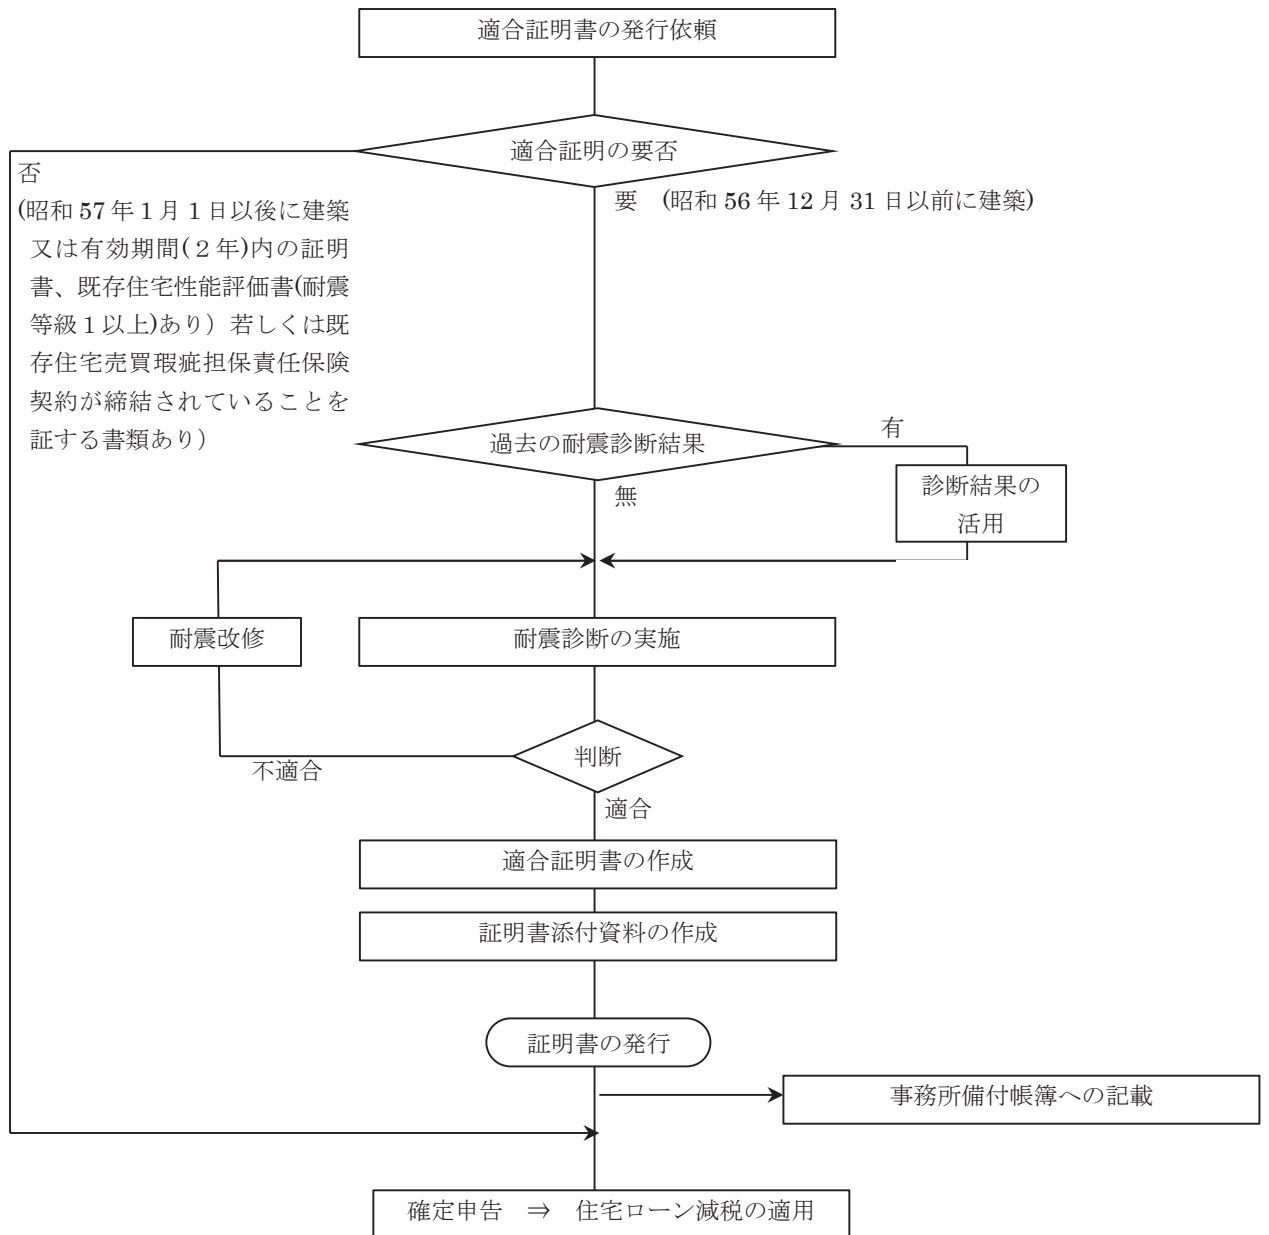 適合証明書の発行依頼
適合証明の要否
否
(昭和 57 年 1 月 1 日以後に建築
又は有効期間(２年)内の証明
書、既存住宅性能評価書(耐震
等級１以上)あり）若しくは既
存住宅売買瑕疵担保責任保険
契約が締結されていることを
証する書類あり）
要　(昭和 56 年 12 月 31 日以前に建築)
過去の耐震診断結果
有
診断結果の
活用
無
耐震改修
耐震診断の実施
判断
不適合
適合
適合証明書の作成
証明書添付資料の作成
証明書の発行
事務所備付帳簿への記載
確定申告　⇒　住宅ローン減税の適用